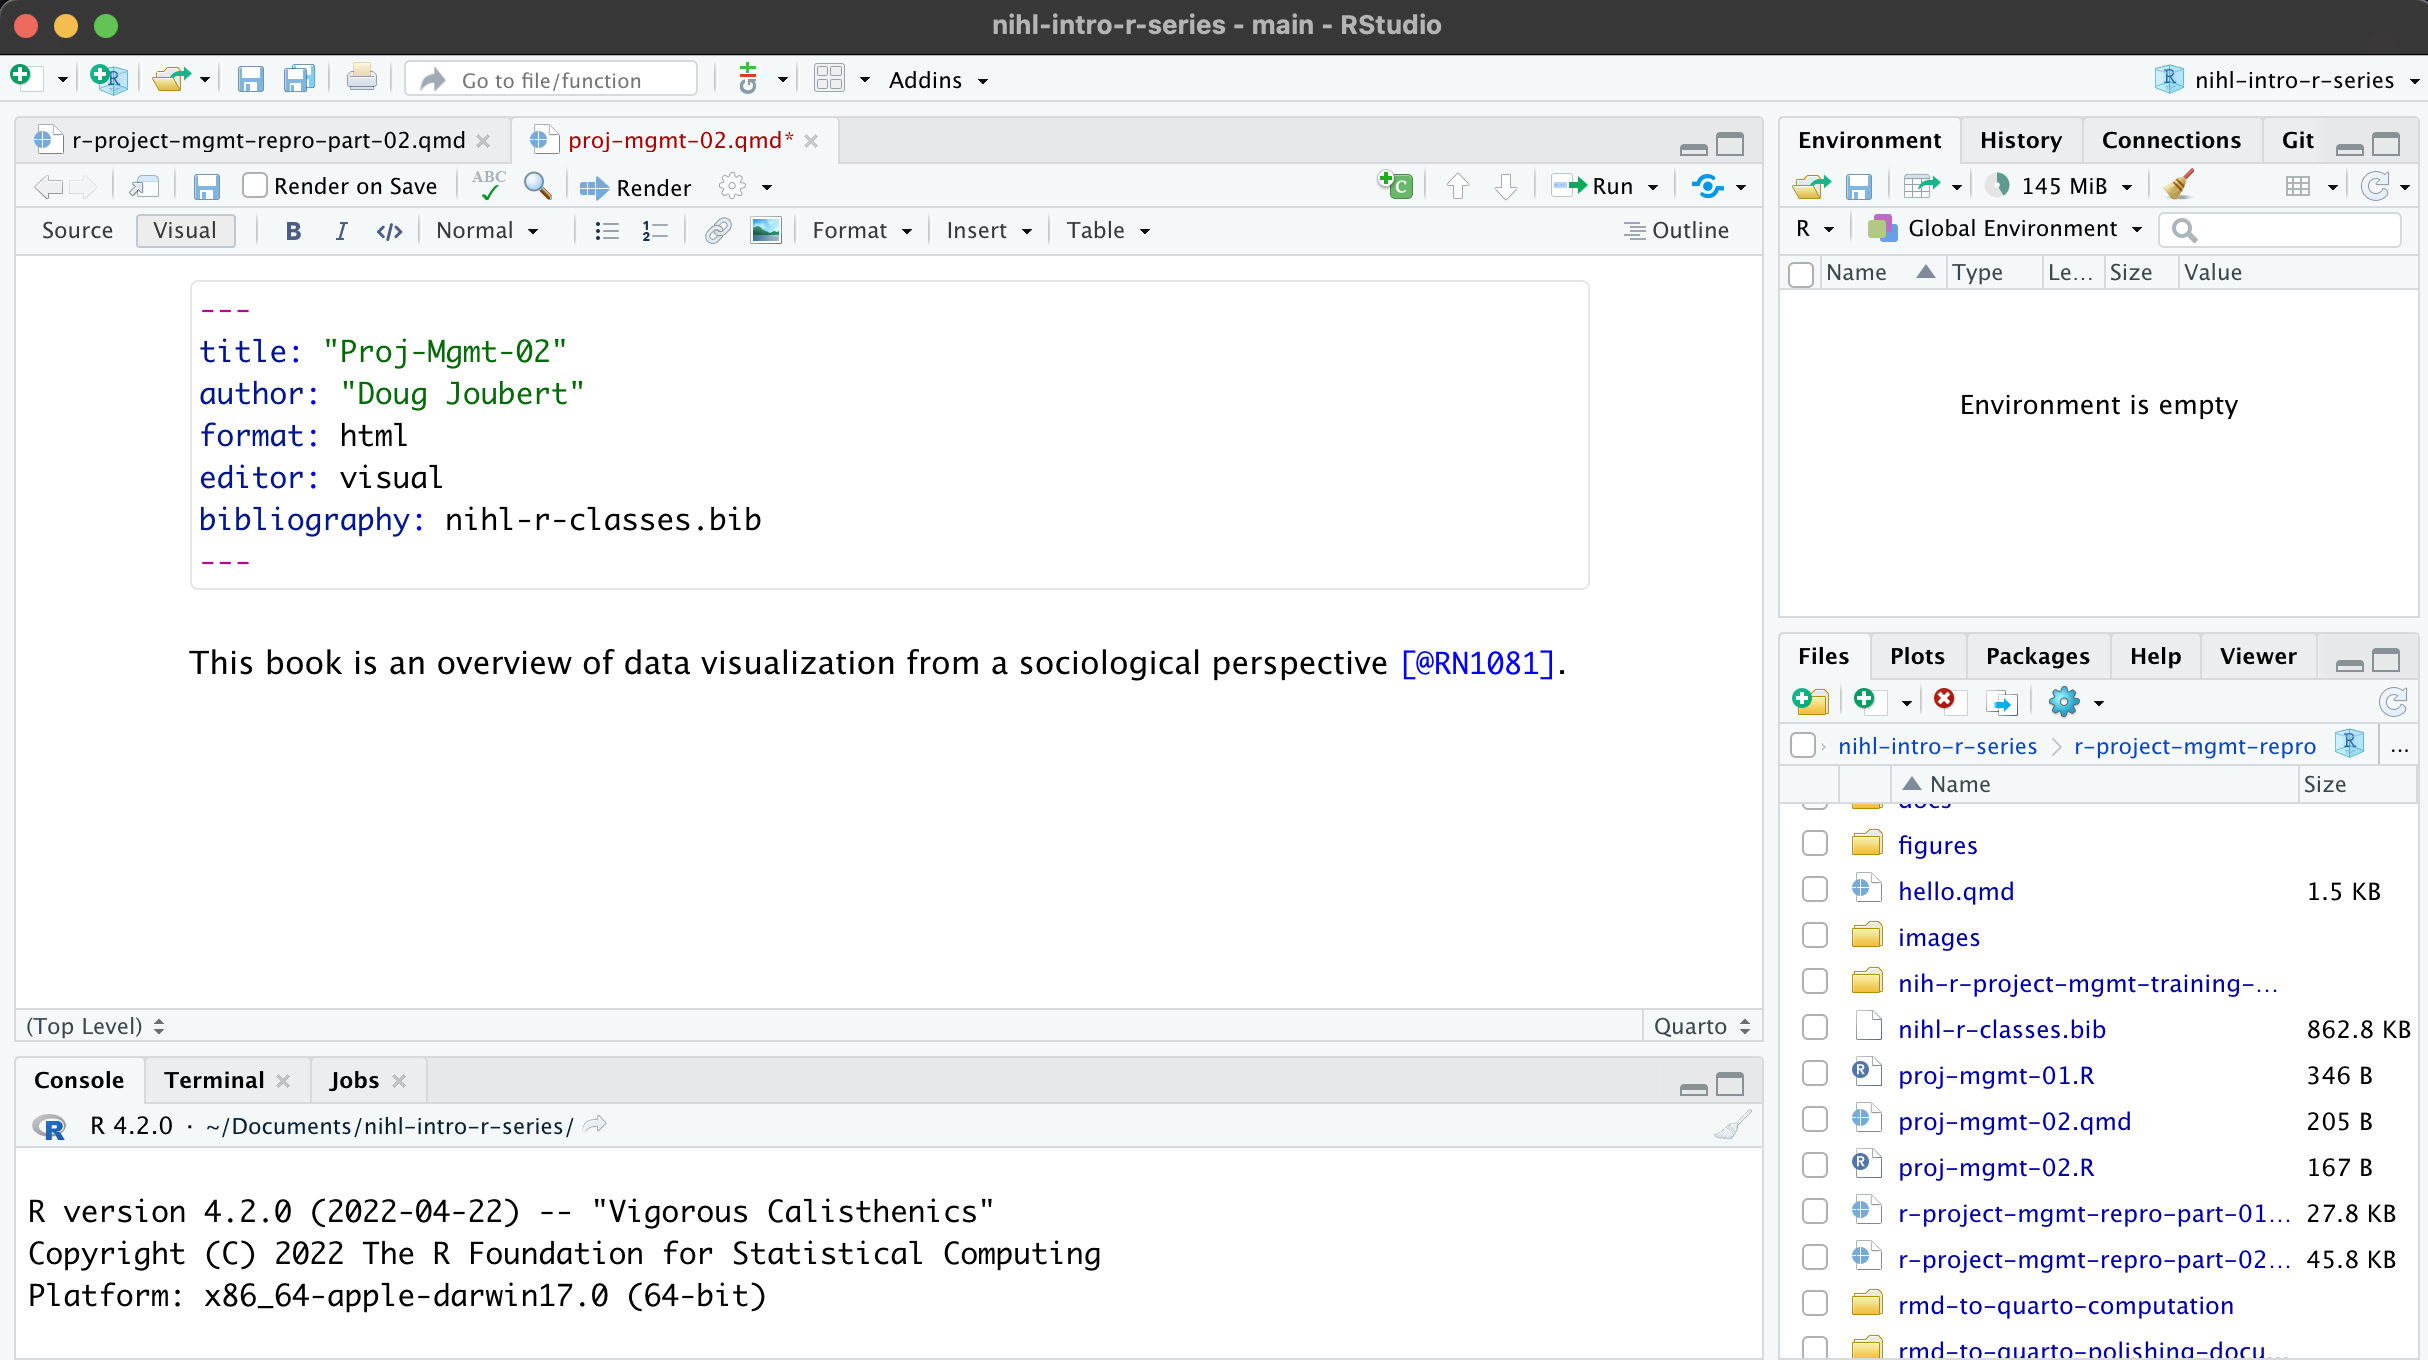 nihl-intro-r-series - main - RStudio
Go to file/function
Addins
nihl-intro-r-series
r-project-mgmt-repro-part-02.qmd
proj-mgmt-02.qmd*
Render on Save
ABC
Render
Run
Source
Visual
B
I
</>
Normal
Format
Insert
Table
Outline
---
title: "Proj-Mgmt-02"
author: "Doug Joubert"
format: html
editor: visual
bibliography: nihl-r-classes.bib
---
This book is an overview of data visualization from a sociological perspective [@RN1081].
(Top Level)
Quarto
Console
Terminal
Jobs
R 4.2.0 · ~/Documents/nihl-intro-r-series/
R version 4.2.0 (2022-04-22) -- "Vigorous Calisthenics"
Copyright (C) 2022 The R Foundation for Statistical Computing
Platform: x86_64-apple-darwin17.0 (64-bit)
Environment
History
Connections
Git
145 MiB
R
Global Environment
Name
Type
Le...
Size
Value
Environment is empty
Files
Plots
Packages
Help
Viewer
nihl-intro-r-series
r-project-mgmt-repro
...
Name
Size
docs
figures
hello.qmd 1.5 KB
images
nih-r-project-mgmt-training-...
nihl-r-classes.bib 862.8 KB
proj-mgmt-01.R 346 B
proj-mgmt-02.qmd 205 B
proj-mgmt-02.R 167 B
r-project-mgmt-repro-part-01... 27.8 KB
r-project-mgmt-repro-part-02... 45.8 KB
rmd-to-quarto-computation
rmd-to-quarto-polishing-docu...